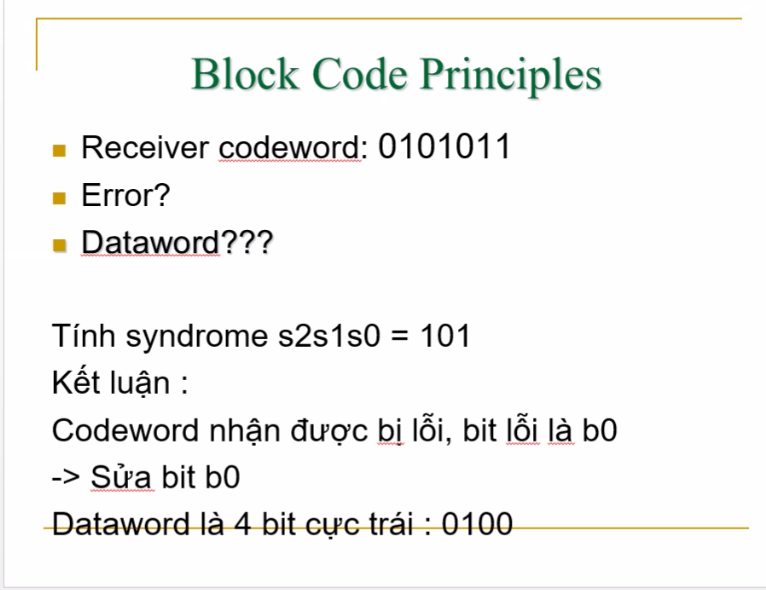 Block Code Principles
Receiver codeword: 0101011
Error?
Dataword???
Tính syndrome s2s1s0 = 101
Kết luận :
Codeword nhận được bị lỗi, bit lỗi là b0
-> Sửa bit b0
Dataword là 4 bit cực trái : 0100